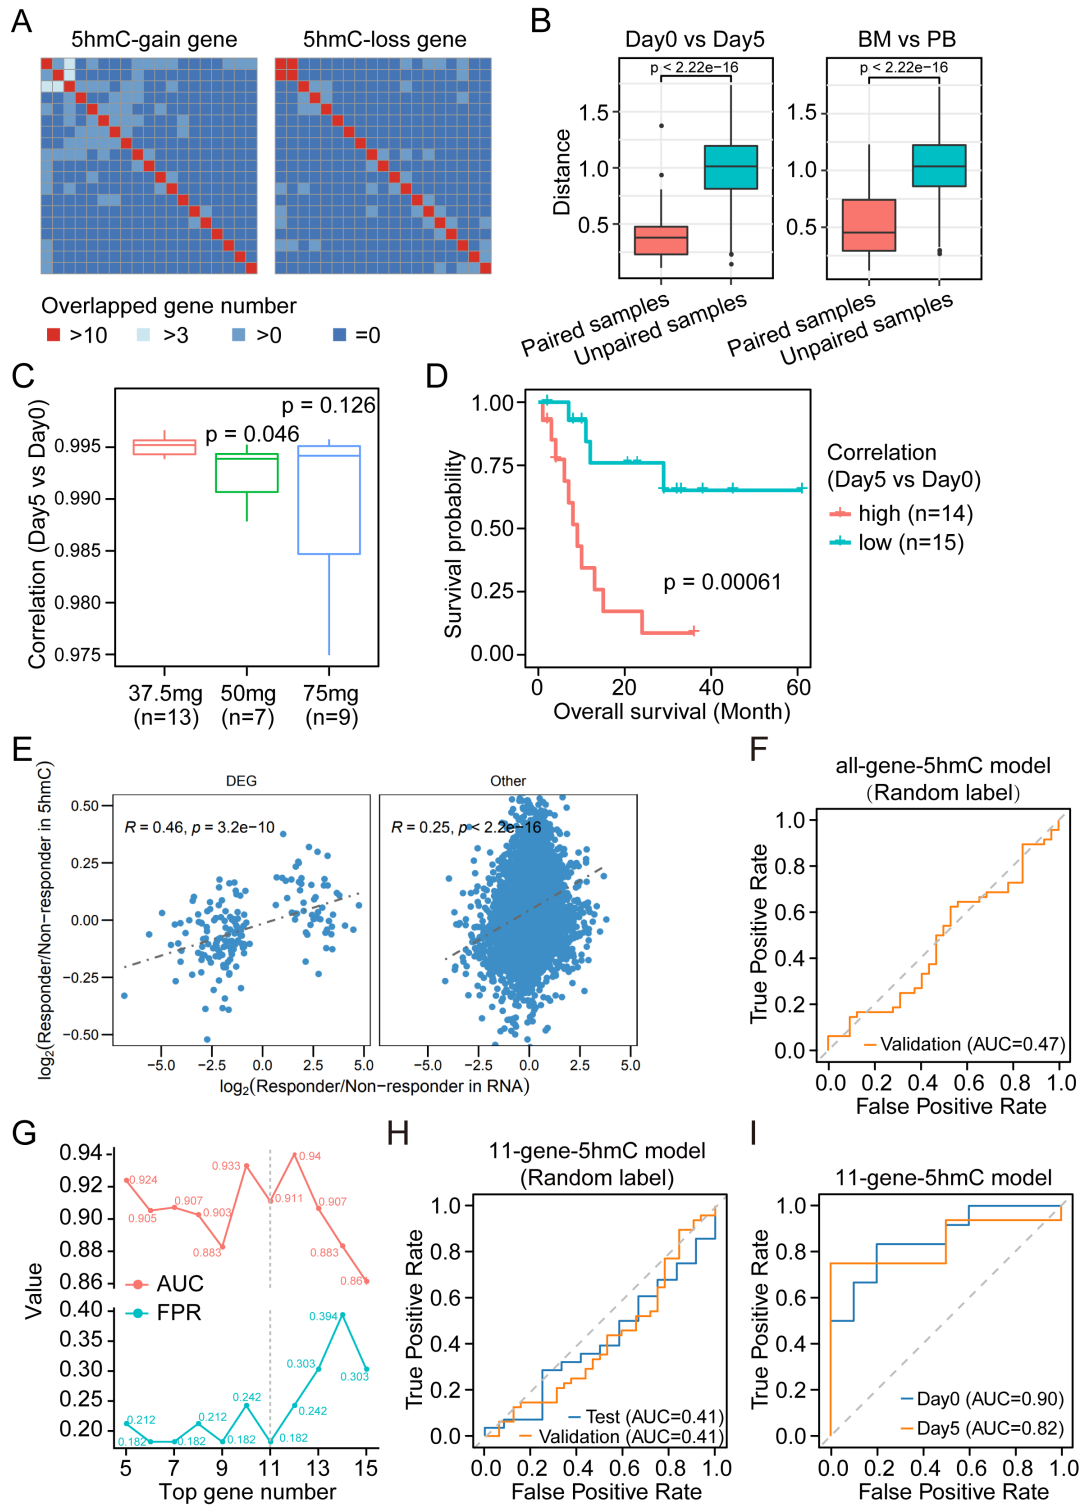 A
5hmC-gain gene
5hmC-loss gene
Overlapped gene number
>10
>3
>0
=0
B
Day0 vs Day5
BM vs PB
p < 2.22e−16
p < 2.22e−16
Distance
1.5
1.0
0.5
1.5
1.0
0.5
Paired samples
Unpaired samples
Paired samples
Unpaired samples
C
Correlation (Day5 vs Day0)
p = 0.126
p = 0.046
0.995
0.990
0.985
0.980
0.975
37.5mg
(n=13)
50mg
(n=7)
75mg
(n=9)
D
Survival probability
1.00
0.75
0.50
0.25
0.00
p = 0.00061
0
20
40
60
Overall survival (Month)
Correlation
(Day5 vs Day0)
high (n=14)
low (n=15)
E
log2(Responder/Non−responder in 5hmC)
DEG
Other
R = 0.46, p = 3.2e−10
R = 0.25, p < 2.2e−16
0.50
0.25
0.00
−0.25
−0.50
−5.0
−2.5
0.0
2.5
5.0
−5.0
−2.5
0.0
2.5
5.0
log2(Responder/Non−responder in RNA)
F
all-gene-5hmC model
(Random label)
True Positive Rate
1.0
0.8
0.6
0.4
0.2
0.0
Validation (AUC=0.47)
0.0
0.2
0.4
0.6
0.8
1.0
False Positive Rate
G
Value
0.94
0.92
0.90
0.88
0.86
0.924
0.905
0.907
0.903
0.883
0.933
0.911
0.94
0.907
0.883
0.861
AUC
FPR
0.40
0.35
0.30
0.25
0.20
0.212
0.182
0.182
0.212
0.182
0.242
0.182
0.242
0.303
0.394
0.303
5
7
9
11
13
15
Top gene number
H
11-gene-5hmC model
(Random label)
True Positive Rate
1.0
0.8
0.6
0.4
0.2
0.0
Test (AUC=0.41)
Validation (AUC=0.41)
0.0
0.2
0.4
0.6
0.8
1.0
False Positive Rate
I
11-gene-5hmC model
True Positive Rate
1.0
0.8
0.6
0.4
0.2
0.0
Day0 (AUC=0.90)
Day5 (AUC=0.82)
0.0
0.2
0.4
0.6
0.8
1.0
False Positive Rate